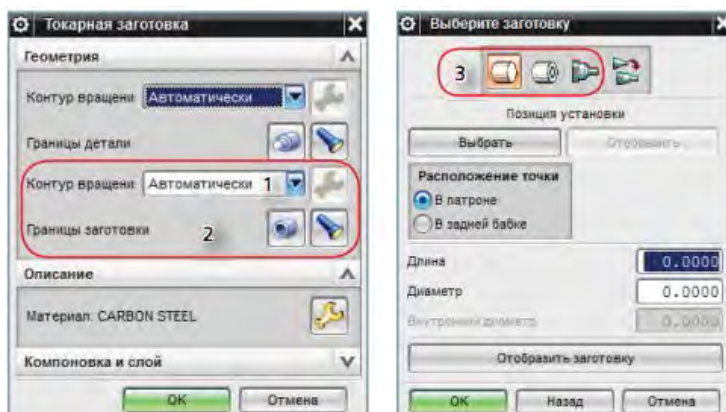 Токарная заготовка
Геометрия
Контур вращени Автоматически
Границы детали
Контур вращени Автоматически 1
Границы заготовки 2
Описание
Материал: CARBON STEEL
Компоновка и слой
OK Отмена
Выберите заготовку
3
Позиция установки
Выбрать Отобразить
Расположение точки
В патроне
В задней бабке
Длина 0.0000
Диаметр 0.0000
Внутренний диаметр 0.0000
Отобразить заготовку
OK Назад Отмена